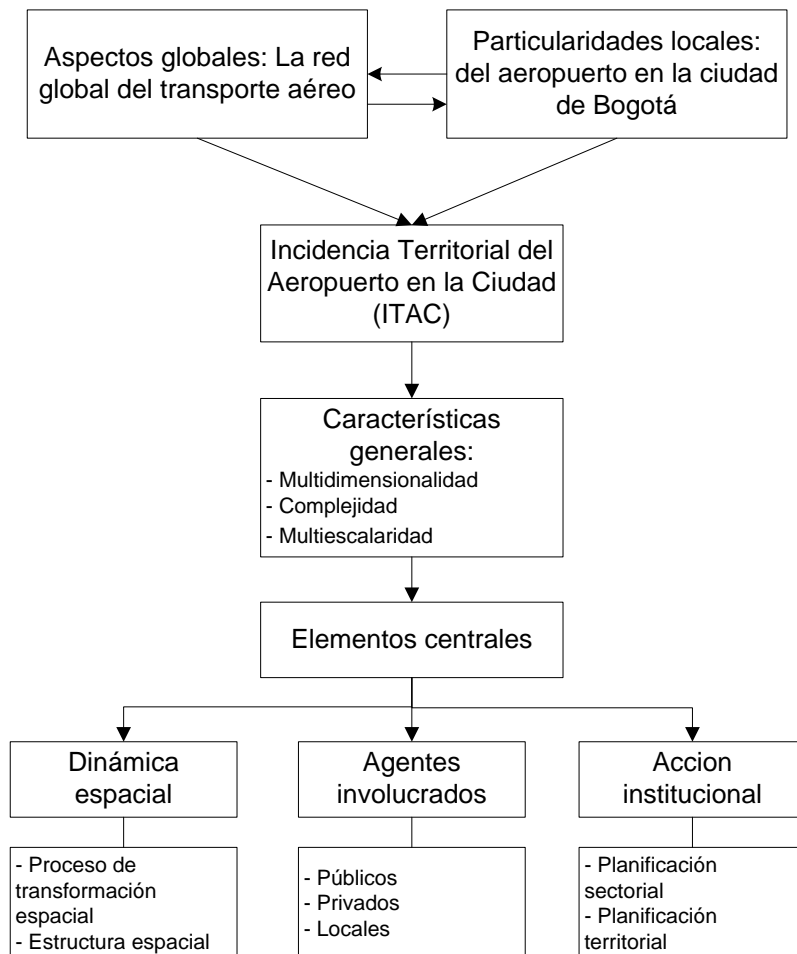 Aspectos globales: La red
global del transporte aéreo
Particularidades locales:
del aeropuerto en la ciudad
de Bogotá
Incidencia Territorial del
Aeropuerto en la Ciudad
(ITAC)
Características
generales:
- Multidimensionalidad
- Complejidad
- Multiescalaridad
Elementos centrales
Dinámica
espacial
Agentes
involucrados
Accion
institucional
- Proceso de
transformación
espacial
- Estructura espacial
- Públicos
- Privados
- Locales
- Planificación
sectorial
- Planificación
territorial